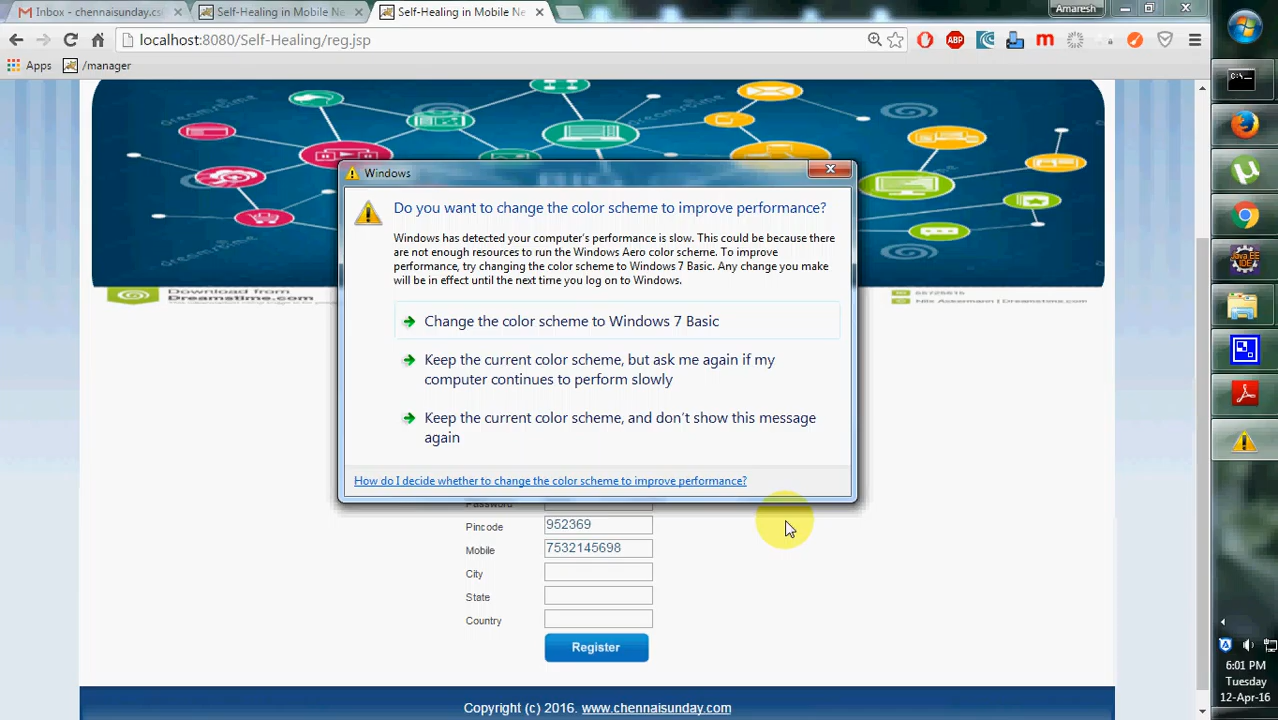 Inbox - chennaisunday.cs
Self-Healing in Mobile Ne
Self-Healing in Mobile Ne
Amaresh
localhost:8080/Self-Healing/reg.jsp
ABP
m
Apps
/manager
Download from
Dreamstime.com
Windows
Do you want to change the color scheme to improve performance?
Windows has detected your computer's performance is slow. This could be because there
are not enough resources to run the Windows Aero color scheme. To improve
performance, try changing the color scheme to Windows 7 Basic. Any change you make
will be in effect until the next time you log on to Windows.
Change the color scheme to Windows 7 Basic
Keep the current color scheme, but ask me again if my
computer continues to perform slowly
Keep the current color scheme, and don't show this message
again
How do I decide whether to change the color scheme to improve performance?
Password
Pincode 952369
Mobile 7532145698
City
State
Country
Register
Copyright (c) 2016. www.chennaisunday.com
Java EE
IDE
6:01 PM
Tuesday
12-Apr-16